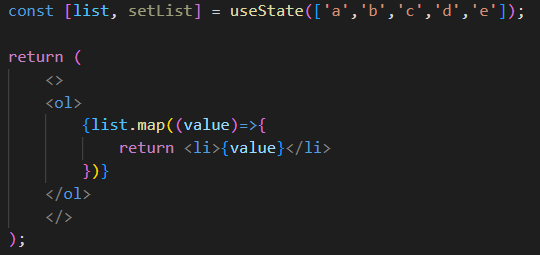 const [list, setList] = useState(['a','b','c','d','e']);
return (
<>
<ol>
{list.map((value)=>{
return <li>{value}</li>
})}
</ol>
</>
);